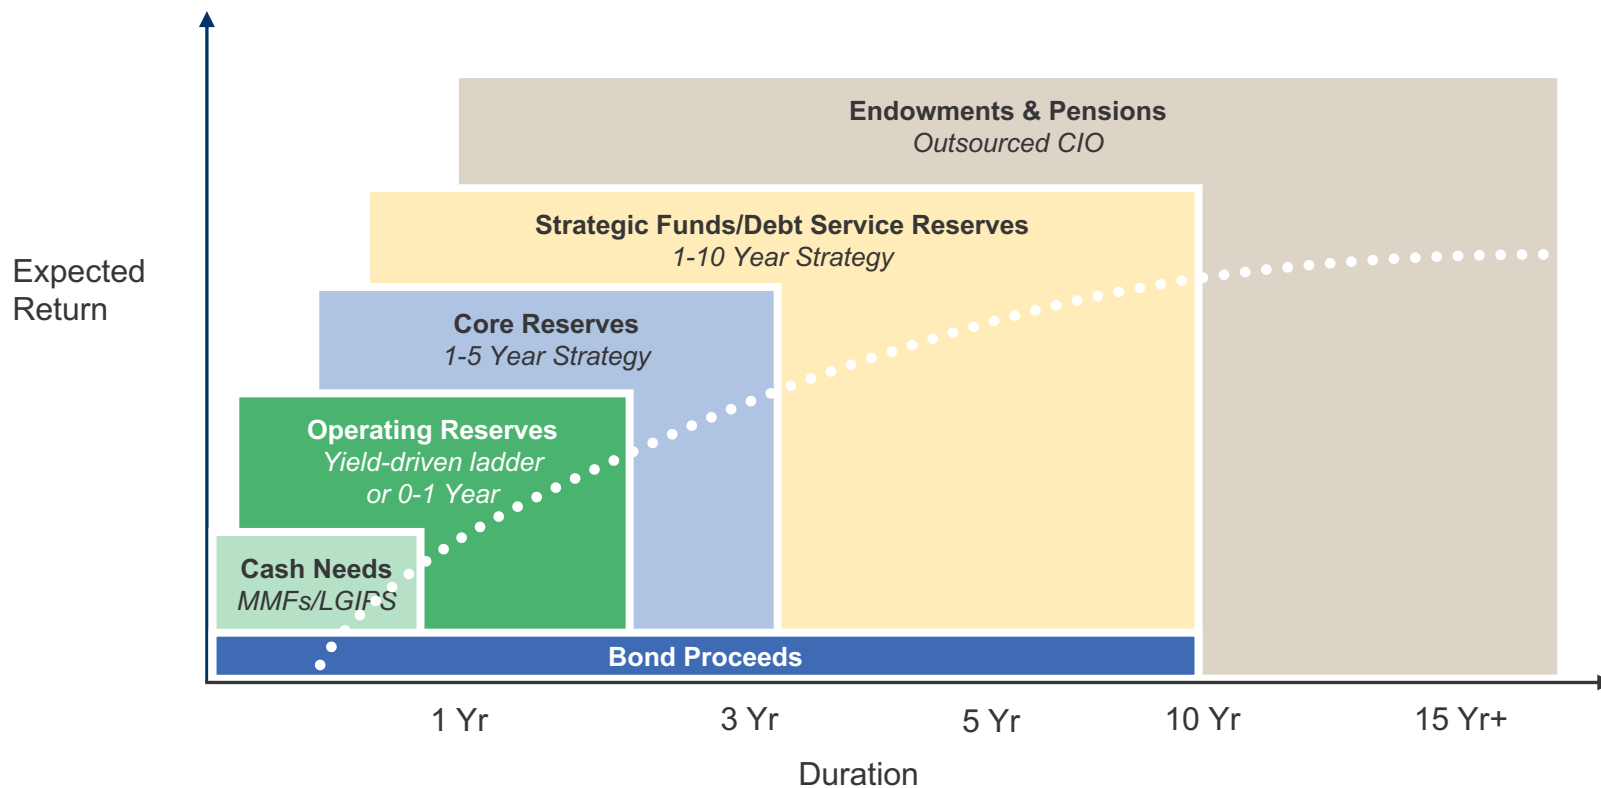 Endowments & Pensions
Outsourced CIO
Strategic Funds/Debt Service Reserves
1-10 Year Strategy
Expected
Return
Core Reserves
1-5 Year Strategy
Operating Reserves
Yield-driven ladder
or 0-1 Year
Cash Needs
MMFs/LGIPS
Bond Proceeds
1 Yr
3 Yr
5 Yr
10 Yr
15 Yr+
Duration